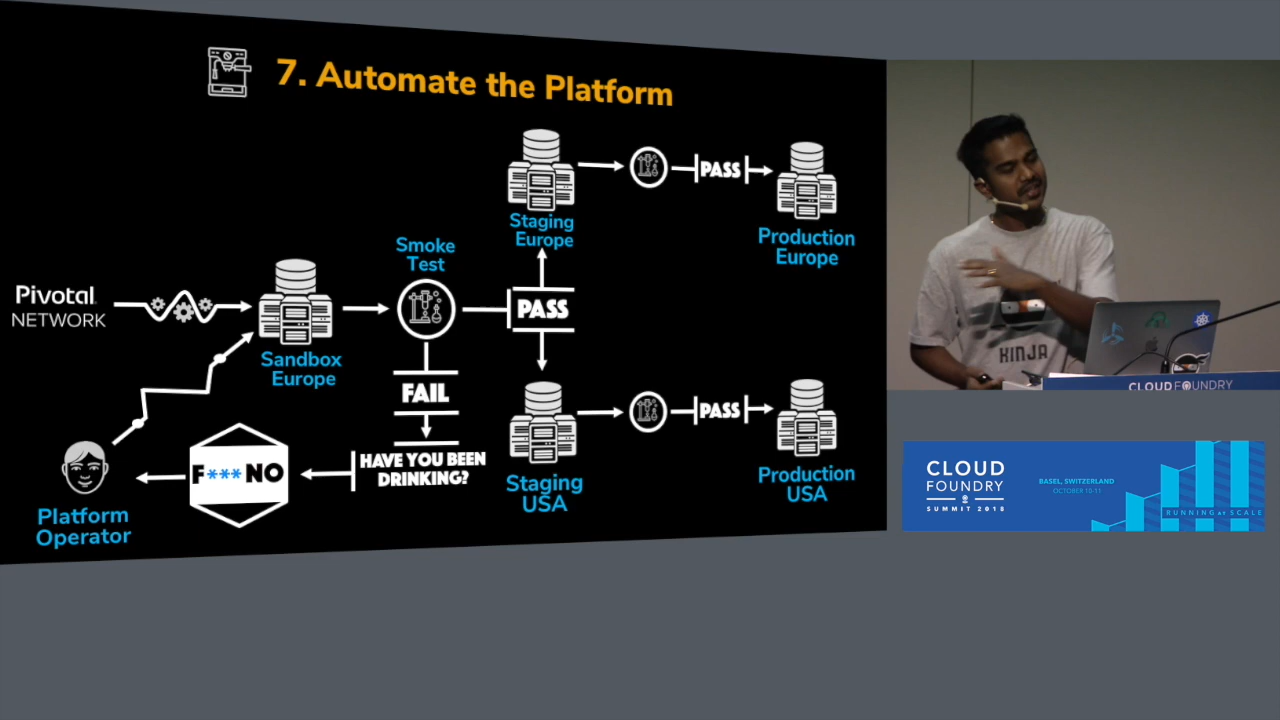 7. Automate the Platform
Staging
Europe
PASS
Production
Europe
Smoke
Test
Pivotal
NETWORK
Sandbox
Europe
PASS
FAIL
HAVE YOU BEEN
DRINKING?
F*** NO
Platform
Operator
Staging
USA
PASS
Production
USA
KINJA
CLOUD FOUNDRY
CLOUD
FOUNDRY
SUMMIT 2018
BASEL, SWITZERLAND
OCTOBER 10-11
RUNNING AT SCALE